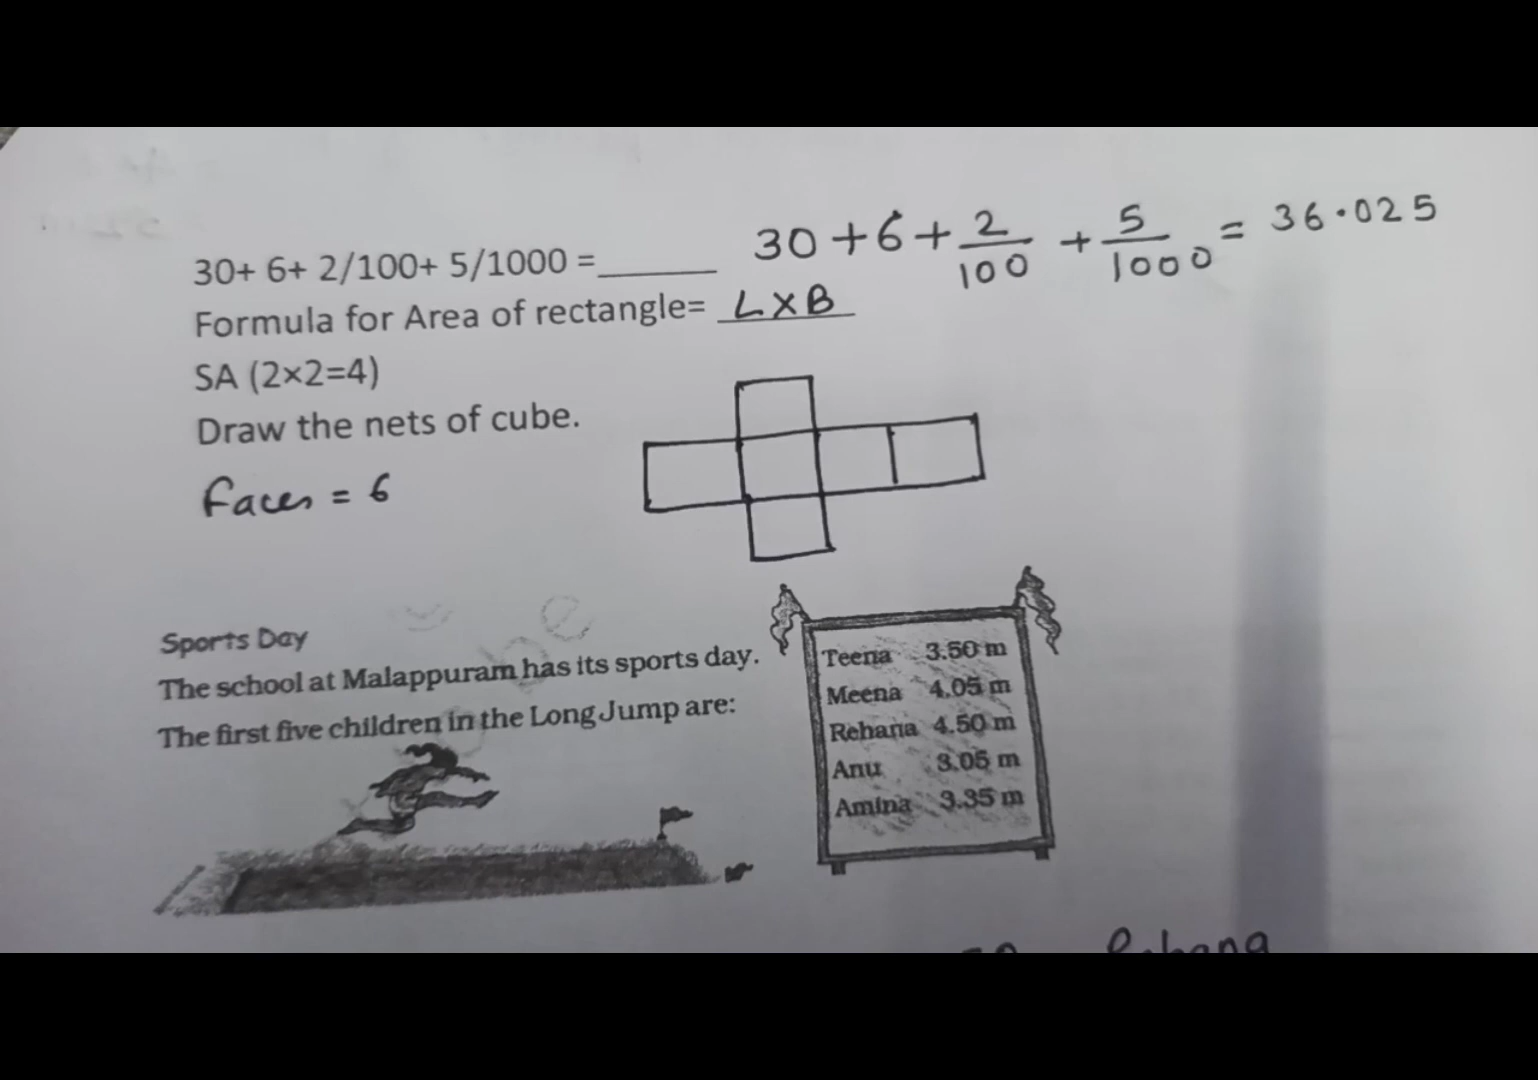 30+ 6+ 2/100+ 5/1000 =______ 30+6+2/100+5/1000 = 36.025
Formula for Area of rectangle= L×B
SA (2×2=4)
Draw the nets of cube.
Faces = 6
Sports Day
The school at Malappuram has its sports day.
The first five children in the Long Jump are:
Teena 3.50 m
Meena 4.05 m
Rehana 4.50 m
Anu 3.05 m
Amina 3.35 m